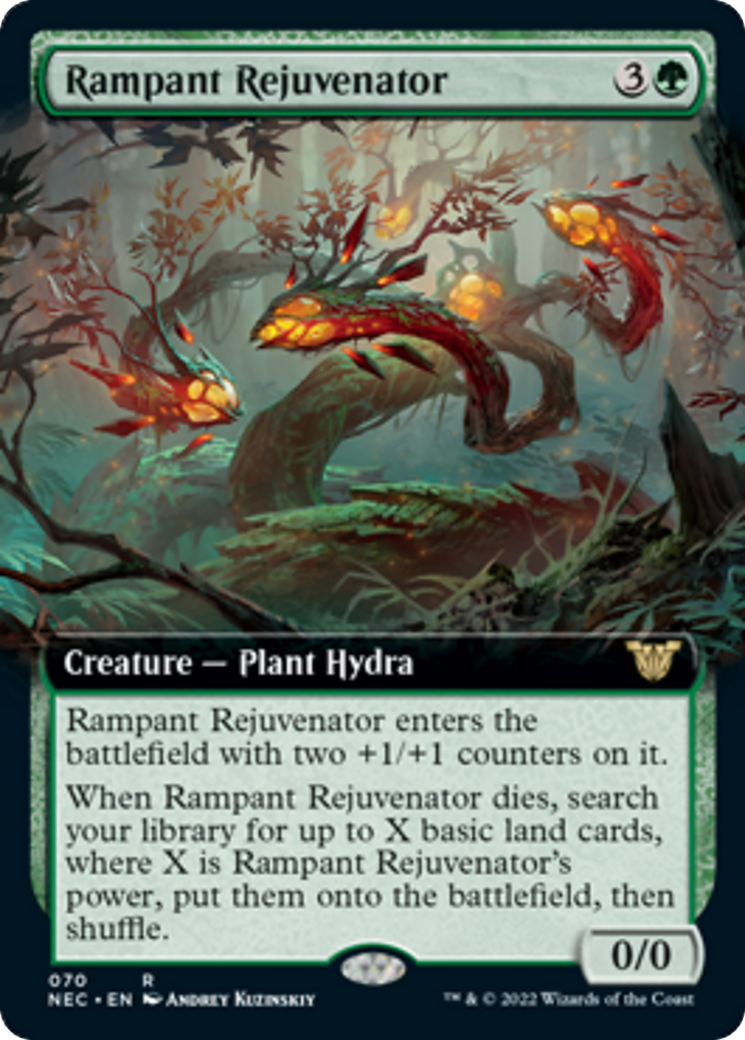 Rampant Rejuvenator 3
Creature — Plant Hydra
Rampant Rejuvenator enters the
battlefield with two +1/+1 counters on it.
When Rampant Rejuvenator dies, search
your library for up to X basic land cards,
where X is Rampant Rejuvenator's
power, put them onto the battlefield, then
shuffle.
0/0
070 R
NEC • EN Andrey Kuzinskiy
™ & © 2022 Wizards of the Coast